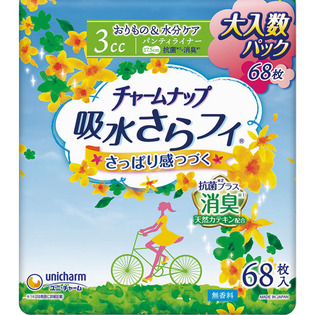 おりもの&水分ケア
3cc
パンティライナー
17.5cm 抗菌・消臭
大入数
パック
68枚
チャームナップ
吸水さらフィ®
さっぱり感つづく
抗菌プラス
消臭
天然カテキン配合
unicharm
ユニ・チャーム
無香料
68枚入
MADE IN JAPAN